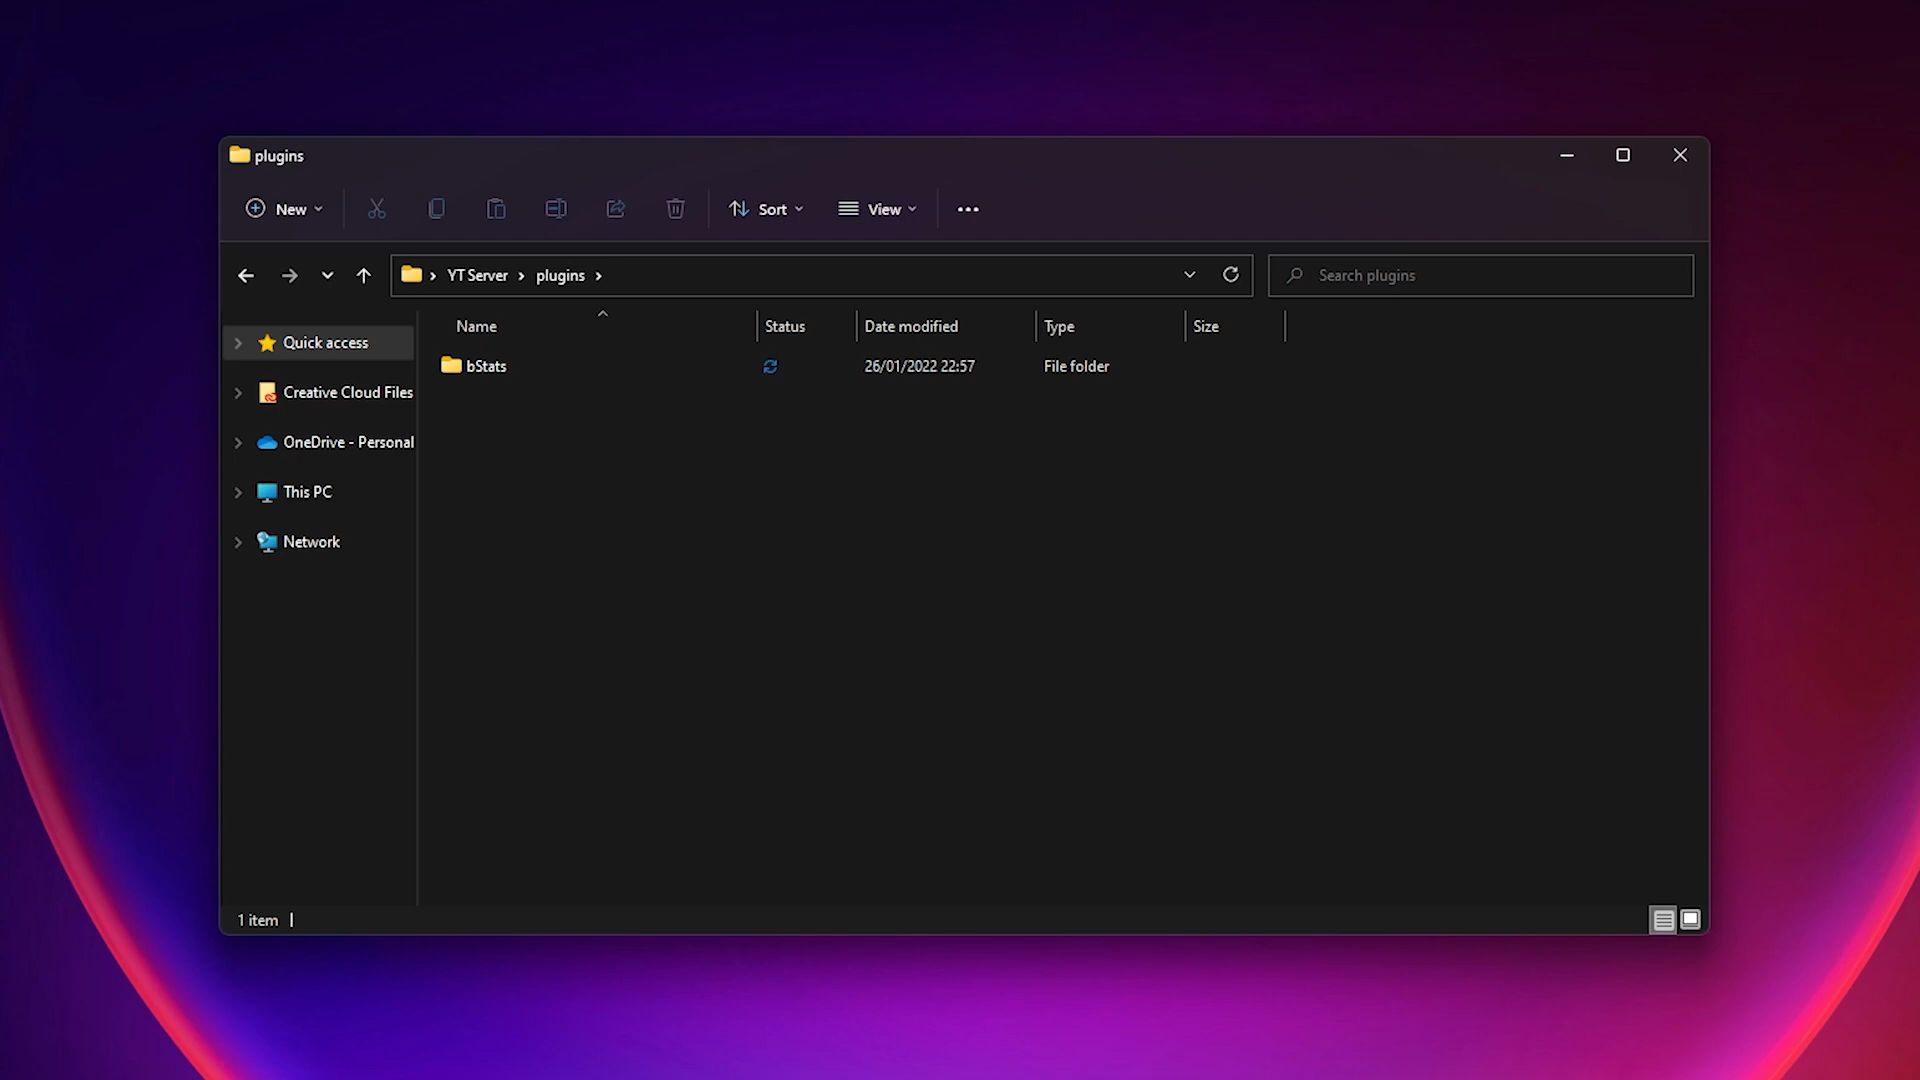 plugins
New
Sort
View
YT Server
plugins
Search plugins
Name
Status
Date modified
Type
Size
Quick access
bStats
26/01/2022 22:57
File folder
Creative Cloud Files
OneDrive - Personal
This PC
Network
1 item